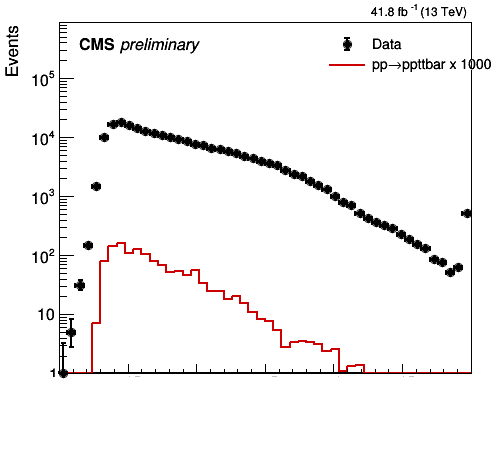 41.8 fb⁻¹ (13 TeV)
Events
CMS preliminary
Data
pp→ppttbar x 1000
10⁵
10⁴
10³
10²
10
1